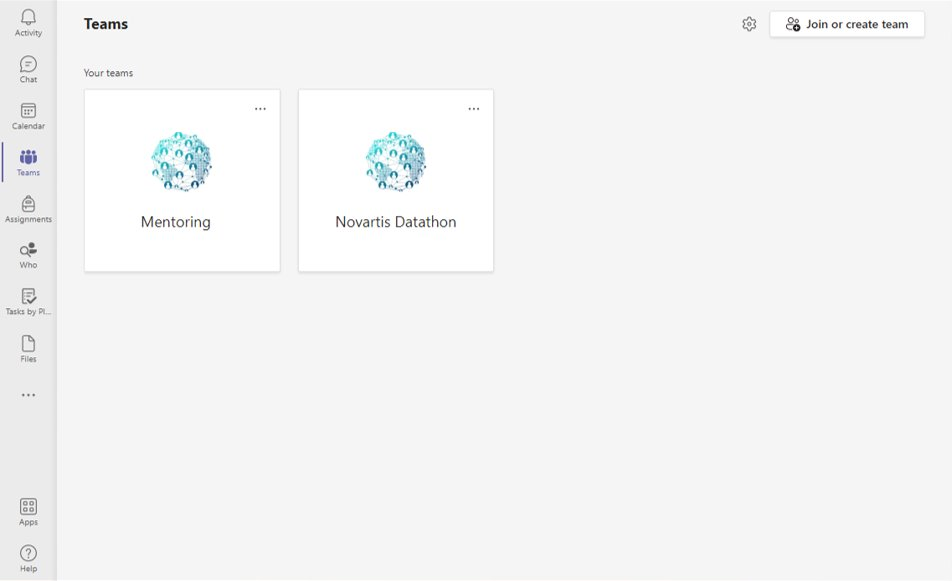 Activity
Chat
Calendar
Teams
Assignments
Who
Tasks by Pl...
Files
...
Apps
Help
Teams
Join or create team
Your teams
...
Mentoring
...
Novartis Datathon